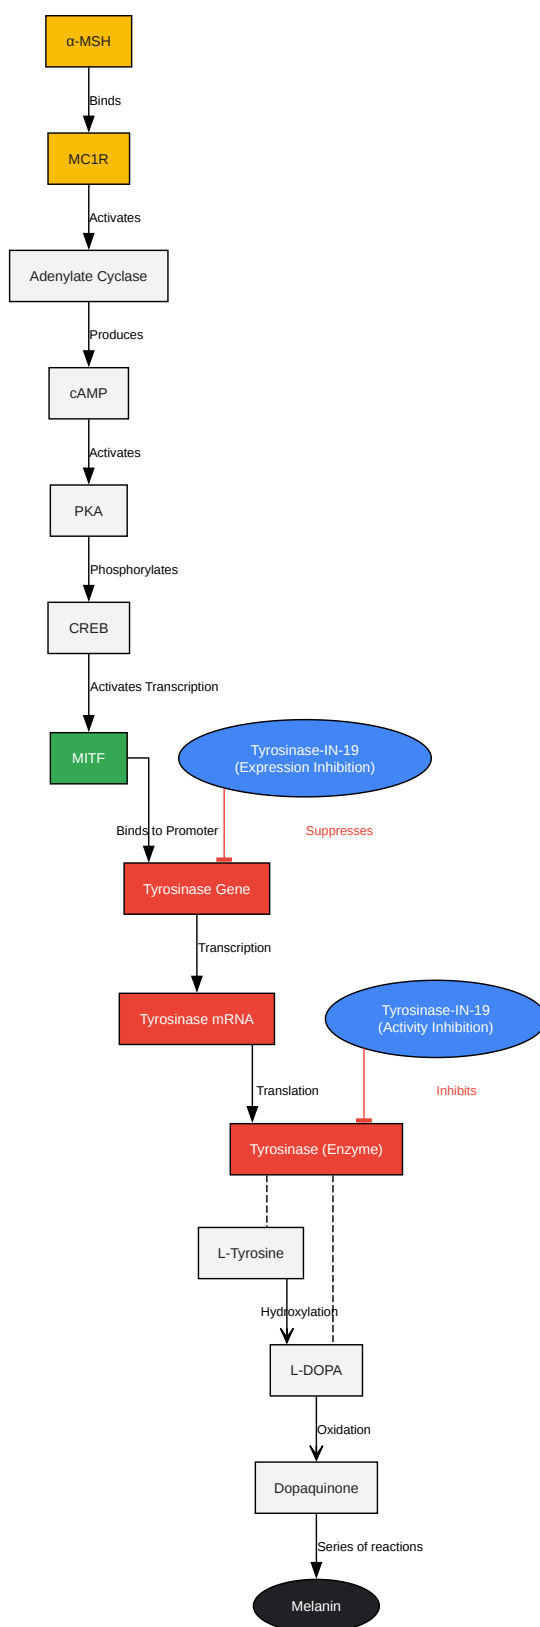 α-MSH
Binds
MC1R
Activates
Adenylate Cyclase
Produces
cAMP
Activates
PKA
Phosphorylates
CREB
Activates Transcription
MITF
Tyrosinase-IN-19
(Expression Inhibition)
Binds to Promoter
Suppresses
Tyrosinase Gene
Transcription
Tyrosinase mRNA
Tyrosinase-IN-19
(Activity Inhibition)
Translation
Inhibits
Tyrosinase (Enzyme)
L-Tyrosine
Hydroxylation
L-DOPA
Oxidation
Dopaquinone
Series of reactions
Melanin